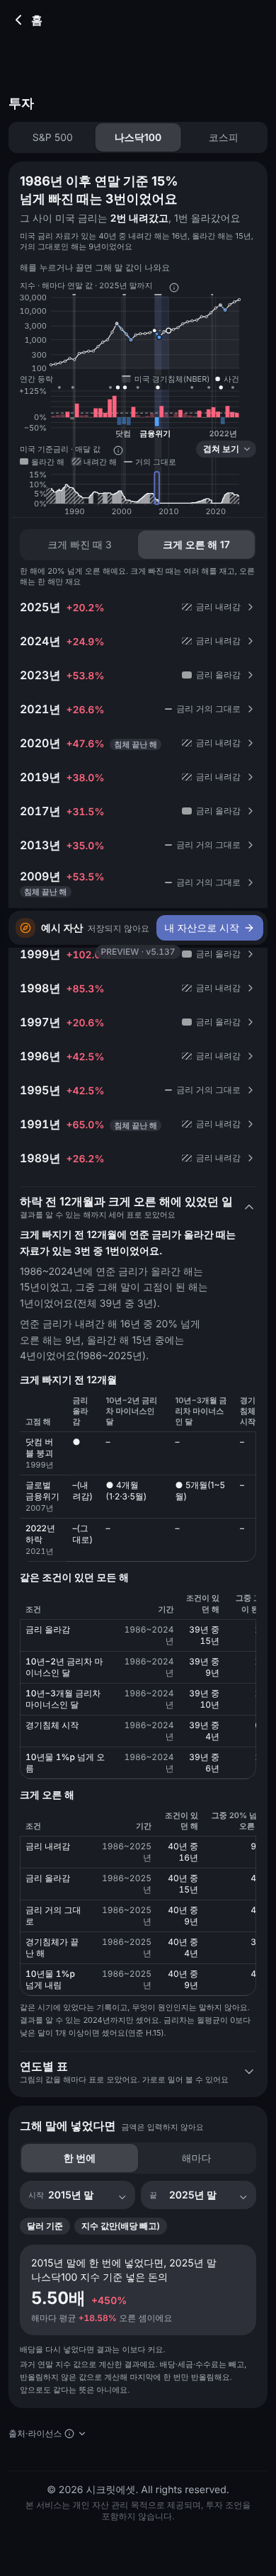 홈
투자
S&P 500
나스닥100
코스피
1986년 이후 연말 기준 15%
넘게 빠진 때는 3번이었어요
그 사이 미국 금리는 2번 내려갔고, 1번 올라갔어요
미국 금리 자료가 있는 40년 중 내려간 해는 16년, 올라간 해는 15년,
거의 그대로인 해는 9년이었어요
해를 누르거나 끌면 그해 값이 나와요
지수 · 해마다 연말 값 · 2025년 말까지
30,000
10,000
3,000
1,000
300
100
연간 등락
미국 경기침체(NBER)
사건
+125%
0%
−50%
닷컴
금융위기
2022년
미국 기준금리 · 매달 값
겹쳐 보기
올라간 해
내려간 해
거의 그대로
15%
10%
5%
0%
1990
2000
2010
2020
크게 빠진 때 3
크게 오른 해 17
한 해에 20% 넘게 오른 해예요. 크게 빠진 때는 여러 해를 재고, 오른
해는 한 해만 재요
2025년 +20.2%
금리 내려감
2024년 +24.9%
금리 내려감
2023년 +53.8%
금리 올라감
2021년 +26.6%
금리 거의 그대로
2020년 +47.6% 침체 끝난 해
금리 내려감
2019년 +38.0%
금리 내려감
2017년 +31.5%
금리 올라감
2013년 +35.0%
금리 거의 그대로
2009년 +53.5%
침체 끝난 해
금리 거의 그대로
예시 자산 저장되지 않아요
내 자산으로 시작
PREVIEW · v5.137
1999년 +102.0
금리 올라감
1998년 +85.3%
금리 내려감
1997년 +20.6%
금리 올라감
1996년 +42.5%
금리 내려감
1995년 +42.5%
금리 거의 그대로
1991년 +65.0% 침체 끝난 해
금리 내려감
1989년 +26.2%
금리 내려감
하락 전 12개월과 크게 오른 해에 있었던 일
결과를 알 수 있는 해까지 세어 표로 모았어요
크게 빠지기 전 12개월에 연준 금리가 올라간 때는
자료가 있는 3번 중 1번이었어요.
1986~2024년에 연준 금리가 올라간 해는
15년이었고, 그중 그해 말이 고점이 된 해는
1년이었어요(전체 39년 중 3년).
연준 금리가 내려간 해 16년 중 20% 넘게
오른 해는 9년, 올라간 해 15년 중에는
4년이었어요(1986~2025년).
크게 빠지기 전 12개월
고점 해
금리
올라
감
10년−2년 금리
차 마이너스인
달
10년−3개월 금
리차 마이너스
인 달
경기
침체
시작
닷컴 버
블 붕괴
1999년
●
–
–
–
글로벌
금융위기
2007년
–(내
려감)
● 4개월
(1·2·3·5월)
● 5개월(1~5
월)
–
2022년
하락
2021년
–(그
대로)
–
–
–
같은 조건이 있던 모든 해
조건
기간
조건이 있
던 해
금리 올라감
1986~2024
년
39년 중
15년
10년−2년 금리차 마
이너스인 달
1986~2024
년
39년 중
9년
10년−3개월 금리차
마이너스인 달
1986~2024
년
39년 중
10년
경기침체 시작
1986~2024
년
39년 중
4년
10년물 1%p 넘게 오
름
1986~2024
년
39년 중
6년
크게 오른 해
조건
기간
조건이 있
던 해
그중 20% 넘
오른
금리 내려감
1986~2025
년
40년 중
16년
9
금리 올라감
1986~2025
년
40년 중
15년
4
금리 거의 그대
로
1986~2025
년
40년 중
9년
4
경기침체가 끝
난 해
1986~2025
년
40년 중
4년
3
10년물 1%p
넘게 내림
1986~2025
년
40년 중
9년
4
같은 시기에 있었다는 기록이고, 무엇이 원인인지는 말하지 않아요.
결과를 알 수 있는 2024년까지만 셌어요. 금리차는 월평균이 0보다
낮은 달이 1개 이상이면 셌어요(연준 H.15).
연도별 표
그림의 값을 해마다 표로 모았어요. 가로로 밀어 볼 수 있어요
그해 말에 넣었다면 금액은 입력하지 않아요
한 번에
해마다
시작 2015년 말
끝 2025년 말
달러 기준
지수 값만(배당 빼고)
2015년 말에 한 번에 넣었다면, 2025년 말
나스닥100 지수 기준 넣은 돈의
5.50배 +450%
해마다 평균 +18.58% 오른 셈이에요
배당을 다시 넣었다면 결과는 이보다 커요.
과거 연말 지수 값으로 계산한 결과예요. 배당·세금·수수료는 빼고,
반올림하지 않은 값으로 계산해 마지막에 한 번만 반올림해요.
앞으로도 같다는 뜻은 아니에요.
출처·라이선스
© 2026 시크릿에셋. All rights reserved.
본 서비스는 개인 자산 관리 목적으로 제공되며, 투자 조언을
포함하지 않습니다.